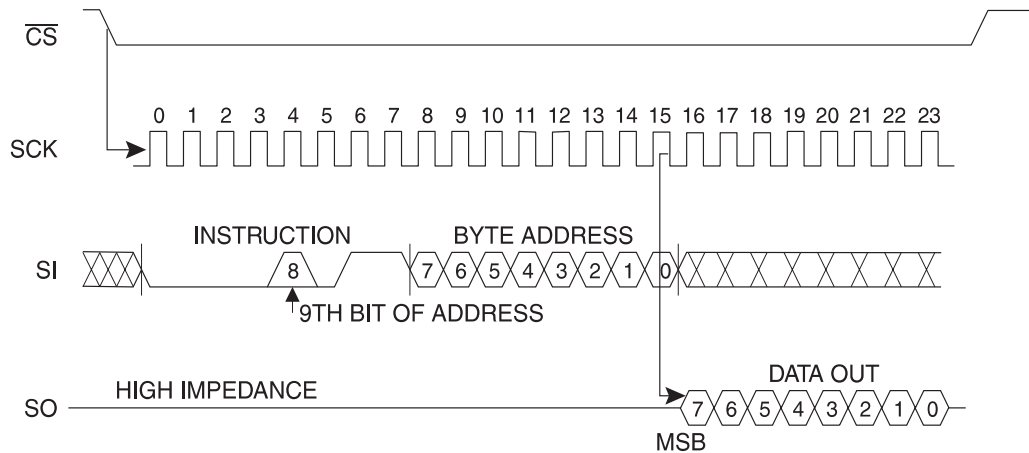 CS
0 1 2 3 4 5 6 7 8 9 10 11 12 13 14 15 16 17 18 19 20 21 22 23
SCK
INSTRUCTION BYTE ADDRESS
SI 8 7 6 5 4 3 2 1 0
9TH BIT OF ADDRESS
HIGH IMPEDANCE DATA OUT
SO 7 6 5 4 3 2 1 0
MSB